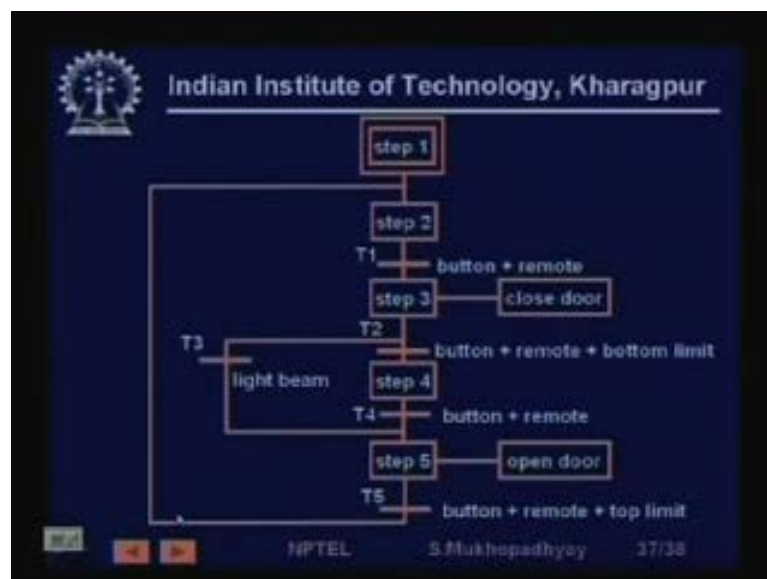 Indian Institute of Technology, Kharagpur
step 1
step 2
T1
button + remote
step 3
close door
T2
T3
button + remote + bottom limit
light beam
step 4
T4
button + remote
step 5
open door
T5
button + remote + top limit
NPTEL
S.Mukhopadhyay
37/38